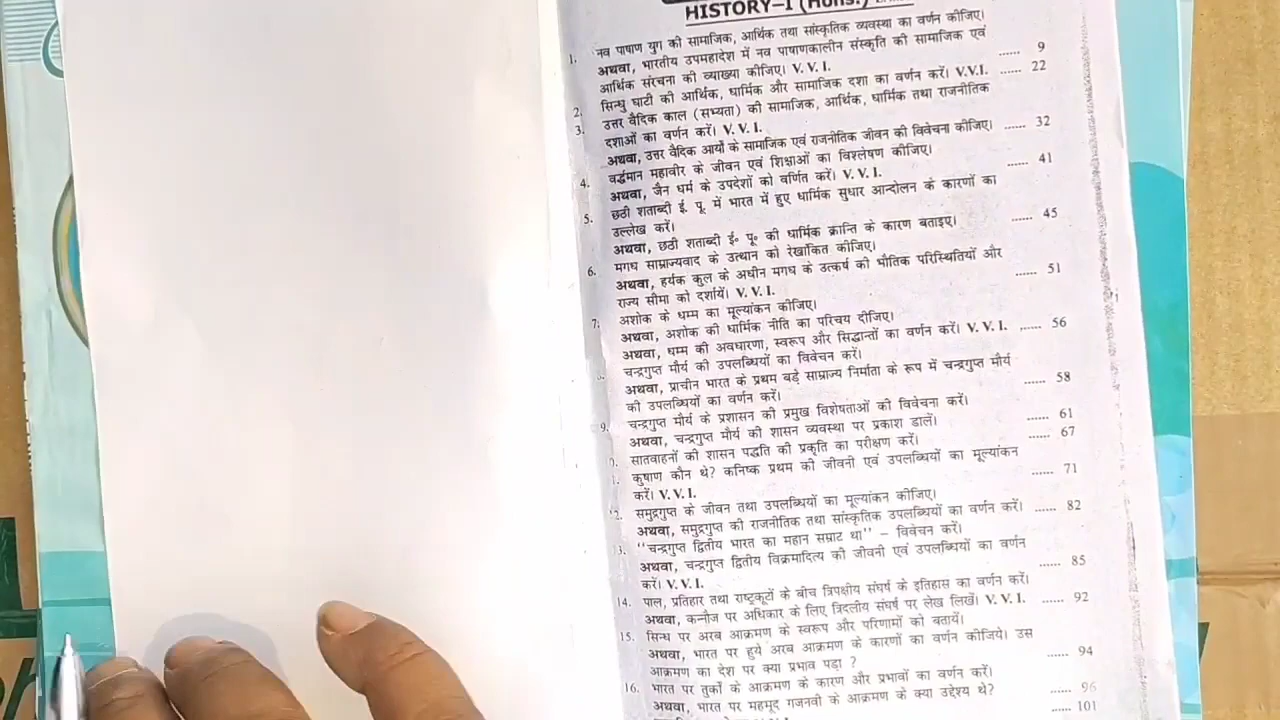 HISTORY–I (Hons.)
1. नव पाषाण युग की सामाजिक, आर्थिक तथा सांस्कृतिक व्यवस्था का वर्णन कीजिए।
अथवा, भारतीय उपमहादेश में नव पाषाणकालीन संस्कृति की सामाजिक एवं
आर्थिक संरचना की व्याख्या कीजिए। V. V. I. ...... 9
2. सिन्धु घाटी की आर्थिक, धार्मिक और सामाजिक दशा का वर्णन करें। V.V.I. ...... 22
3. उत्तर वैदिक काल (सभ्यता) की सामाजिक, आर्थिक, धार्मिक तथा राजनीतिक
दशाओं का वर्णन करें। V. V. I.
अथवा, उत्तर वैदिक आर्यों के सामाजिक एवं राजनीतिक जीवन की विवेचना कीजिए। ...... 32
4. वर्द्धमान महावीर के जीवन एवं शिक्षाओं का विश्लेषण कीजिए।
अथवा, जैन धर्म के उपदेशों को वर्णित करें। V. V. I. ...... 41
5. छठी शताब्दी ई. पू. में भारत में हुए धार्मिक सुधार आन्दोलन के कारणों का
उल्लेख करें।
अथवा, छठी शताब्दी ई॰ पू॰ की धार्मिक क्रान्ति के कारण बताइए। ...... 45
6. मगध साम्राज्यवाद के उत्थान को रेखांकित कीजिए।
अथवा, हर्यक कुल के अधीन मगध के उत्कर्ष को भौतिक परिस्थितियों और
राज्य सीमा को दर्शायें। V. V. I. ...... 51
7. अशोक के धम्म का मूल्यांकन कीजिए।
अथवा, अशोक की धार्मिक नीति का परिचय दीजिए।
अथवा, धम्म की अवधारणा, स्वरूप और सिद्धान्तों का वर्णन करें। V. V. I. ...... 56
चन्द्रगुप्त मौर्य की उपलब्धियों का विवेचन करें।
अथवा, प्राचीन भारत के प्रथम बड़े साम्राज्य निर्माता के रूप में चन्द्रगुप्त मौर्य
की उपलब्धियों का वर्णन करें। ...... 58
9. चन्द्रगुप्त मौर्य के प्रशासन की प्रमुख विशेषताओं की विवेचना करें।
अथवा, चन्द्रगुप्त मौर्य की शासन व्यवस्था पर प्रकाश डालें। ...... 61
सातवाहनों की शासन पद्धति की प्रकृति का परीक्षण करें। ...... 67
कुषाण कौन थे? कनिष्क प्रथम की जीवनी एवं उपलब्धियों का मूल्यांकन
करें। V. V. I. ...... 71
2. समुद्रगुप्त के जीवन तथा उपलब्धियों का मूल्यांकन कीजिए।
अथवा, समुद्रगुप्त की राजनीतिक तथा सांस्कृतिक उपलब्धियों का वर्णन करें। ...... 82
3. "चन्द्रगुप्त द्वितीय भारत का महान सम्राट था" – विवेचन करें।
अथवा, चन्द्रगुप्त द्वितीय विक्रमादित्य की जीवनी एवं उपलब्धियों का वर्णन
करें। V. V. I. ...... 85
14. पाल, प्रतिहार तथा राष्ट्रकूटों के बीच त्रिपक्षीय संघर्ष के इतिहास का वर्णन करें।
अथवा, कन्नौज पर अधिकार के लिए त्रिदलीय संघर्ष पर लेख लिखें। V. V. I. ...... 92
15. सिन्ध पर अरब आक्रमण के स्वरूप और परिणामों को बतायें।
अथवा, भारत पर हुये अरब आक्रमण के कारणों का वर्णन कीजिये। उस
आक्रमण का देश पर क्या प्रभाव पड़ा ? ...... 94
16. भारत पर तुर्कों के आक्रमण के कारण और प्रभावों का वर्णन करें।
अथवा, भारत पर महमूद गजनवी के आक्रमण के क्या उद्देश्य थे? ...... 96
...... 101